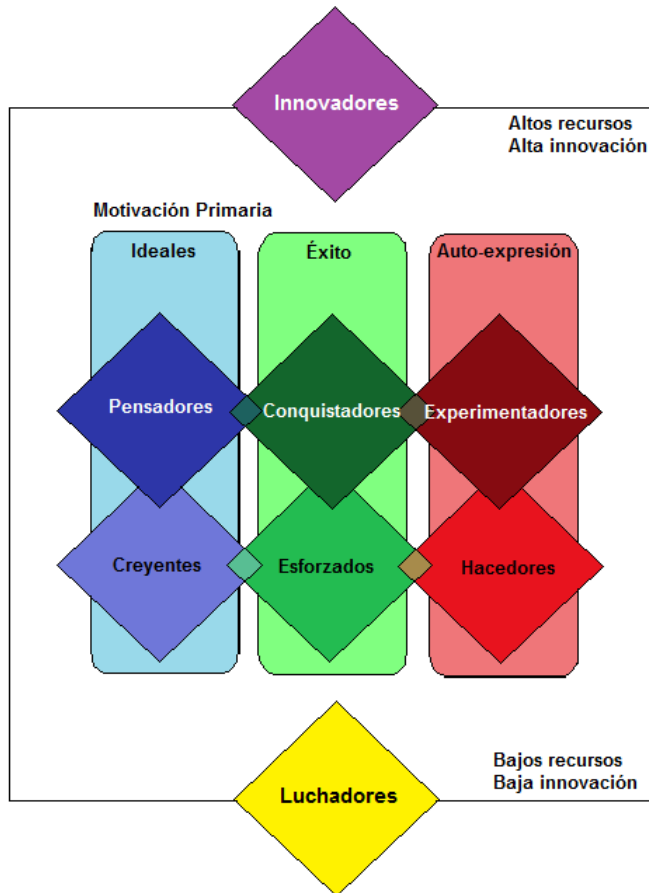 Innovadores
Altos recursos
Alta innovación
Motivación Primaria
Ideales
Éxito
Auto-expresión
Pensadores
Conquistadores
Experimentadores
Creyentes
Esforzados
Hacedores
Bajos recursos
Baja innovación
Luchadores